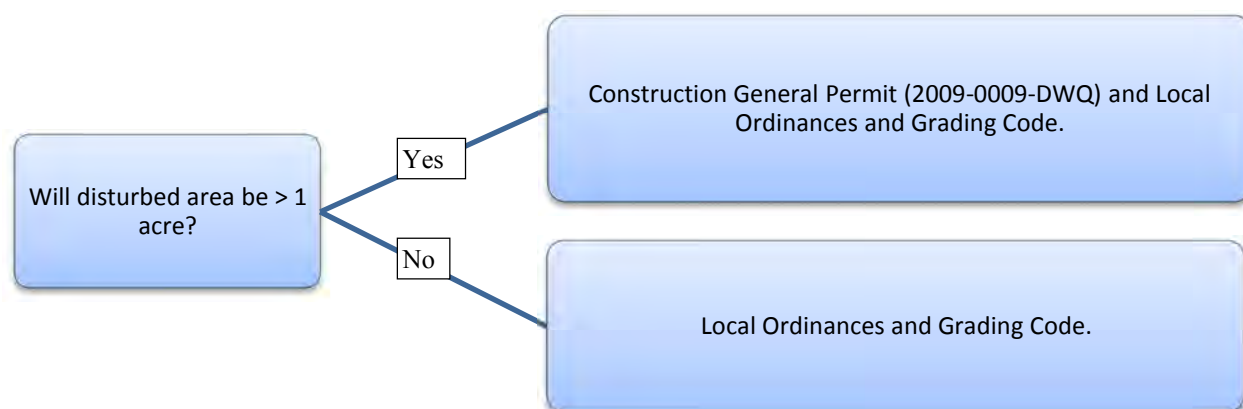 Will disturbed area be > 1
acre?
Yes
Construction General Permit (2009-0009-DWQ) and Local
Ordinances and Grading Code.
No
Local Ordinances and Grading Code.